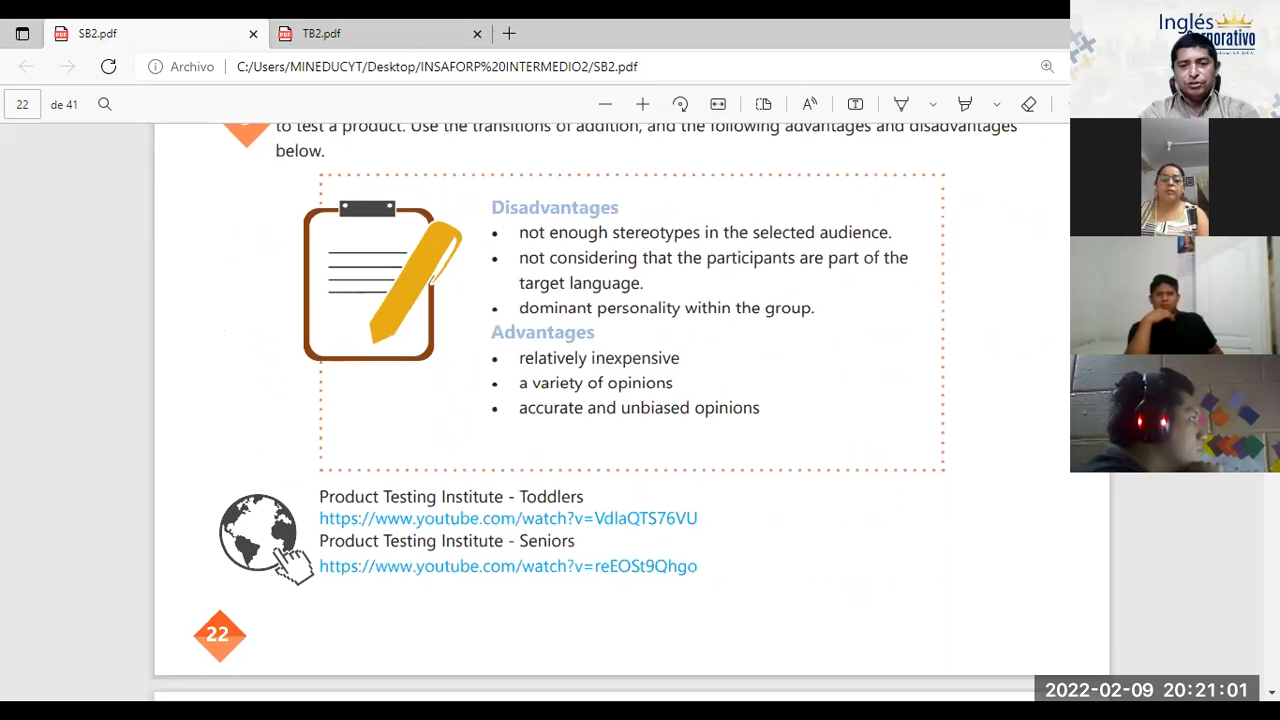 SB2.pdf
TB2.pdf
Archivo
C:/Users/MINEDUCYT/Desktop/INSAFORP%20INTERMEDIO2/SB2.pdf
22
de 41
to test a product. Use the transitions of addition, and the following advantages and disadvantages
below.
Disadvantages
• not enough stereotypes in the selected audience.
• not considering that the participants are part of the
target language.
• dominant personality within the group.
Advantages
• relatively inexpensive
• a variety of opinions
• accurate and unbiased opinions
Product Testing Institute - Toddlers
https://www.youtube.com/watch?v=VdlaQTS76VU
Product Testing Institute - Seniors
https://www.youtube.com/watch?v=reEOSt9Qhgo
22
Inglés
Corporativo
2022-02-09 20:21:01